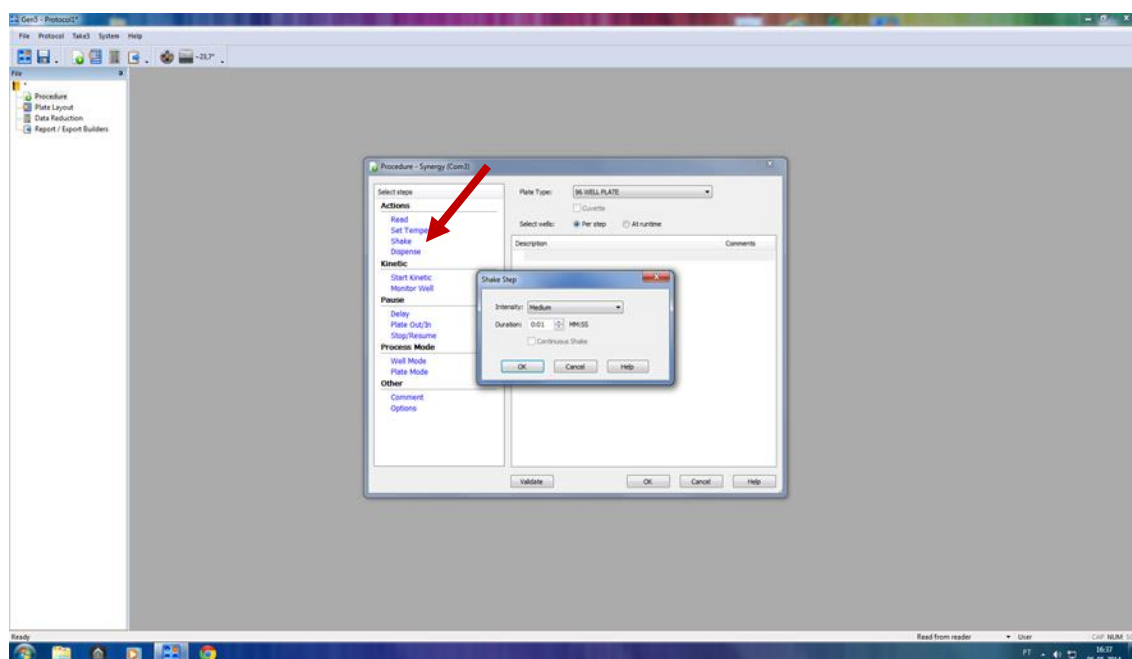 Gen5 - Protocol1*
File Protocol Take3 System Help
~23,7°
File
Procedure
Plate Layout
Data Reduction
Report / Export Builders
Procedure - Synergy (Com3)
Select steps
Actions
Read
Set Tempe
Shake
Dispense
Kinetic
Start Kinetic
Monitor Well
Pause
Delay
Plate Out/In
Stop/Resume
Process Mode
Well Mode
Plate Mode
Other
Comment
Options
Plate Type: 96 WELL PLATE
Cuvette
Select wells: Per step At runtime
Description Comments
Shake Step
Intensity: Medium
Duration: 0:01 MM:SS
Continuous Shake
OK Cancel Help
Validate OK Cancel Help
Ready Read from reader User CAP NUM
PT 16:37